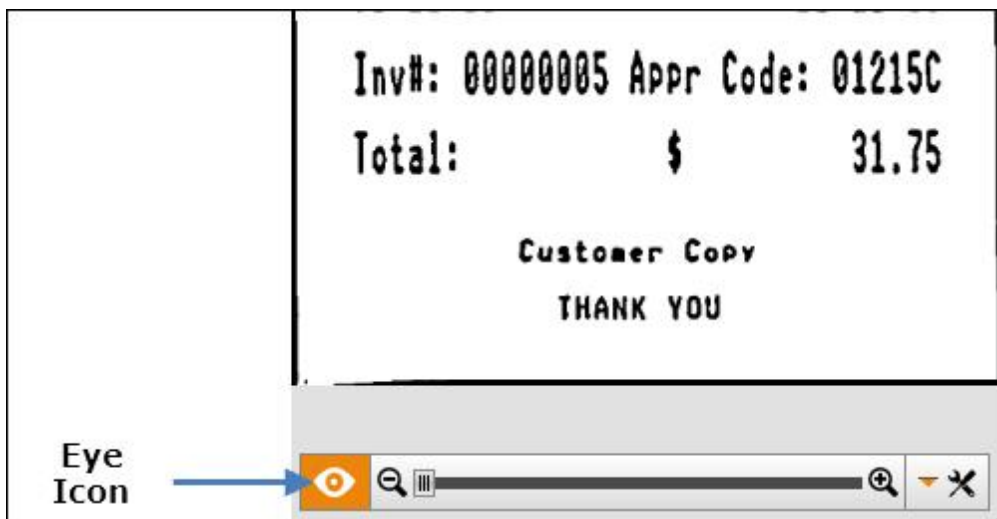 Inv#: 00000005 Appr Code: 01215C
Total: $ 31.75
Customer Copy
THANK YOU
Eye
Icon